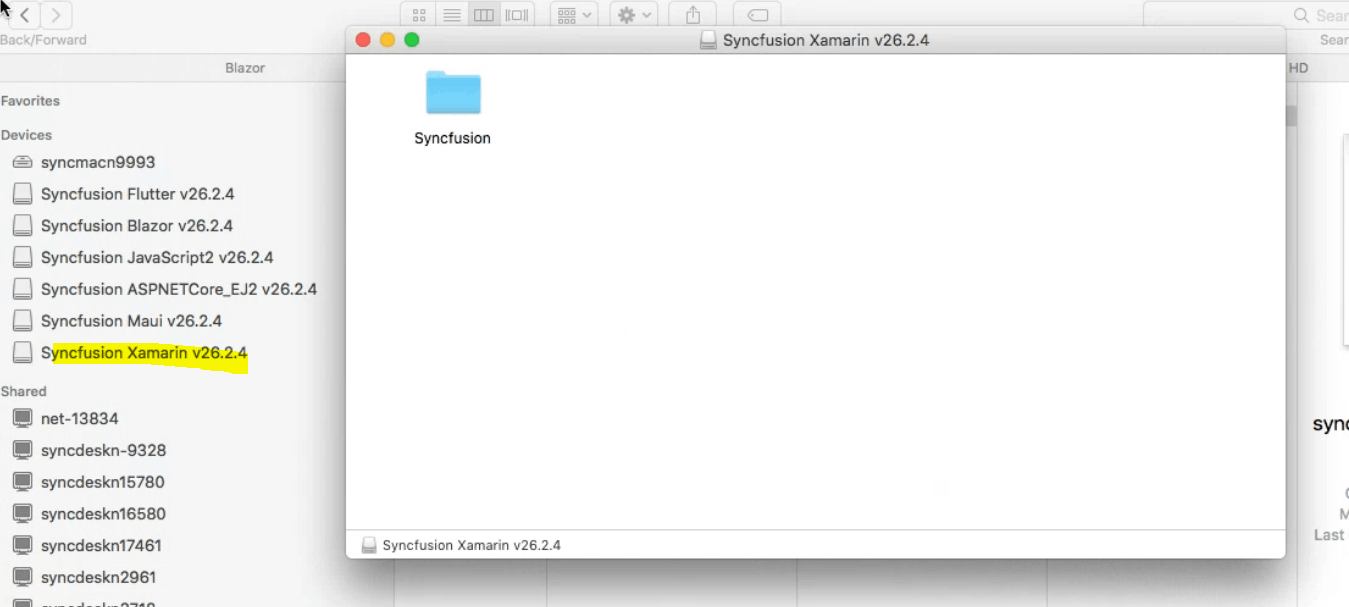 Back/Forward
Sear
Sear
Blazor
HD
Favorites
Devices
syncmacn9993
Syncfusion Flutter v26.2.4
Syncfusion Blazor v26.2.4
Syncfusion JavaScript2 v26.2.4
Syncfusion ASPNETCore_EJ2 v26.2.4
Syncfusion Maui v26.2.4
Syncfusion Xamarin v26.2.4
Shared
net-13834
syncdeskn-9328
syncdeskn15780
syncdeskn16580
syncdeskn17461
syncdeskn2961
Syncfusion Xamarin v26.2.4
Syncfusion
Syncfusion Xamarin v26.2.4
sync
M
Last